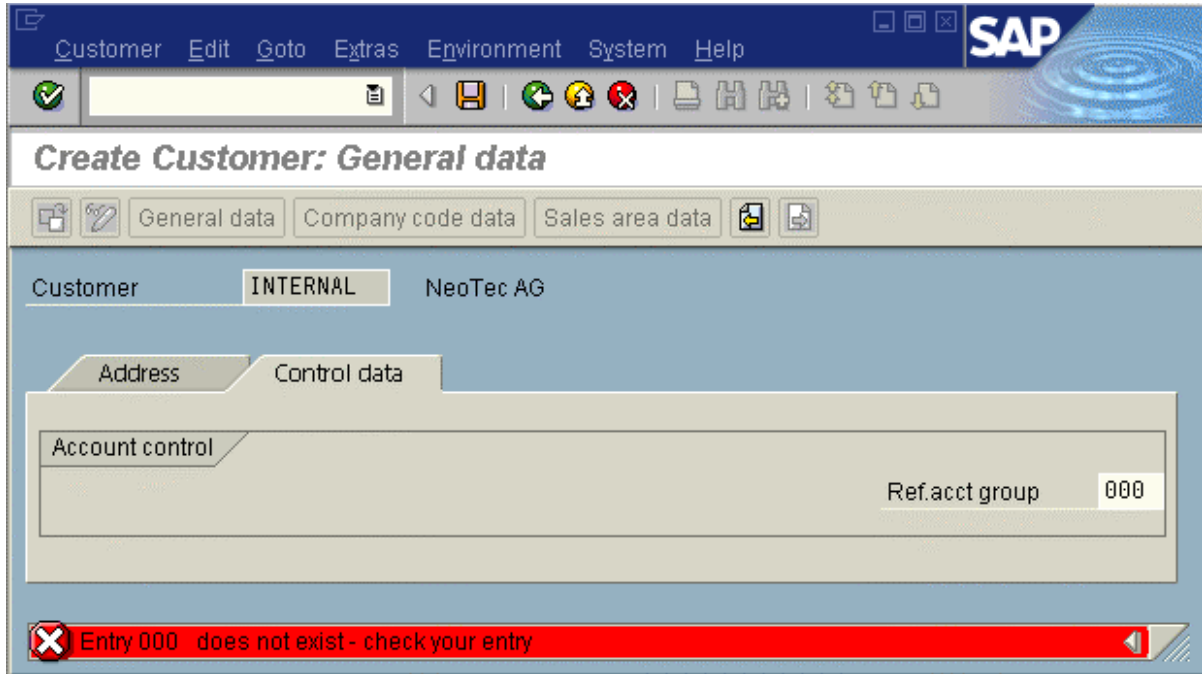 Customer Edit Goto Extras Environment System Help SAP
Create Customer: General data
General data Company code data Sales area data
Customer INTERNAL NeoTec AG
Address Control data
Account control
Ref.acct group 000
Entry 000 does not exist - check your entry